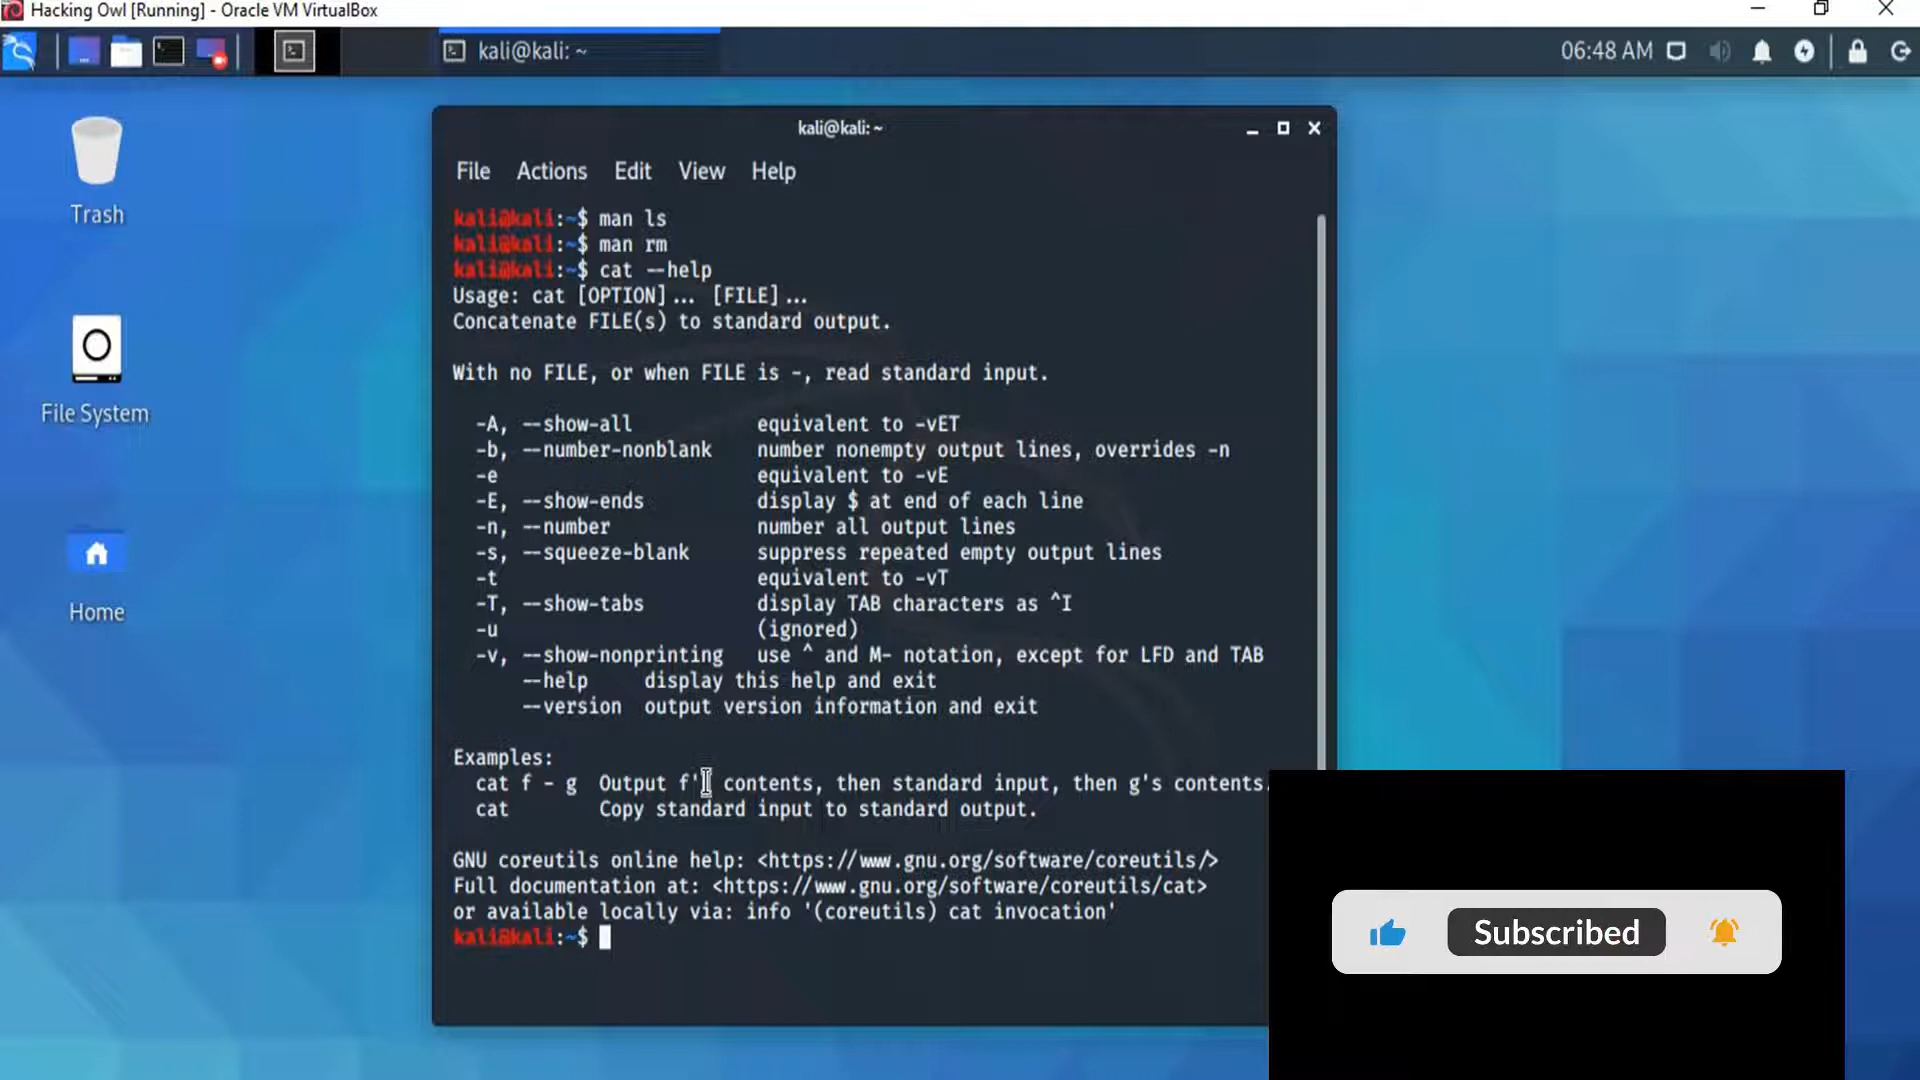 Hacking Owl [Running] - Oracle VM VirtualBox
kali@kali: ~
06:48 AM
Trash
File System
Home
kali@kali: ~
File Actions Edit View Help
kali@kali:~$ man ls
kali@kali:~$ man rm
kali@kali:~$ cat --help
Usage: cat [OPTION]... [FILE]...
Concatenate FILE(s) to standard output.
With no FILE, or when FILE is -, read standard input.
-A, --show-all equivalent to -vET
-b, --number-nonblank number nonempty output lines, overrides -n
-e equivalent to -vE
-E, --show-ends display $ at end of each line
-n, --number number all output lines
-s, --squeeze-blank suppress repeated empty output lines
-t equivalent to -vT
-T, --show-tabs display TAB characters as ^I
-u (ignored)
-v, --show-nonprinting use ^ and M- notation, except for LFD and TAB
--help display this help and exit
--version output version information and exit
Examples:
cat f - g Output f' contents, then standard input, then g's contents.
cat Copy standard input to standard output.
GNU coreutils online help: <https://www.gnu.org/software/coreutils/>
Full documentation at: <https://www.gnu.org/software/coreutils/cat>
or available locally via: info '(coreutils) cat invocation'
kali@kali:~$
Subscribed